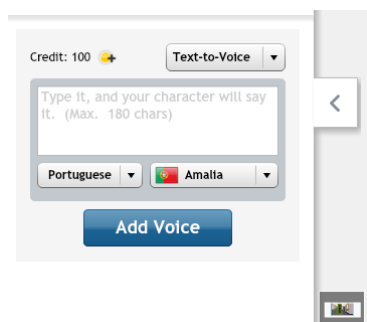 Credit: 100
Text-to-Voice
Type it, and your character will say
it. (Max. 180 chars)
Portuguese
Amalia
Add Voice